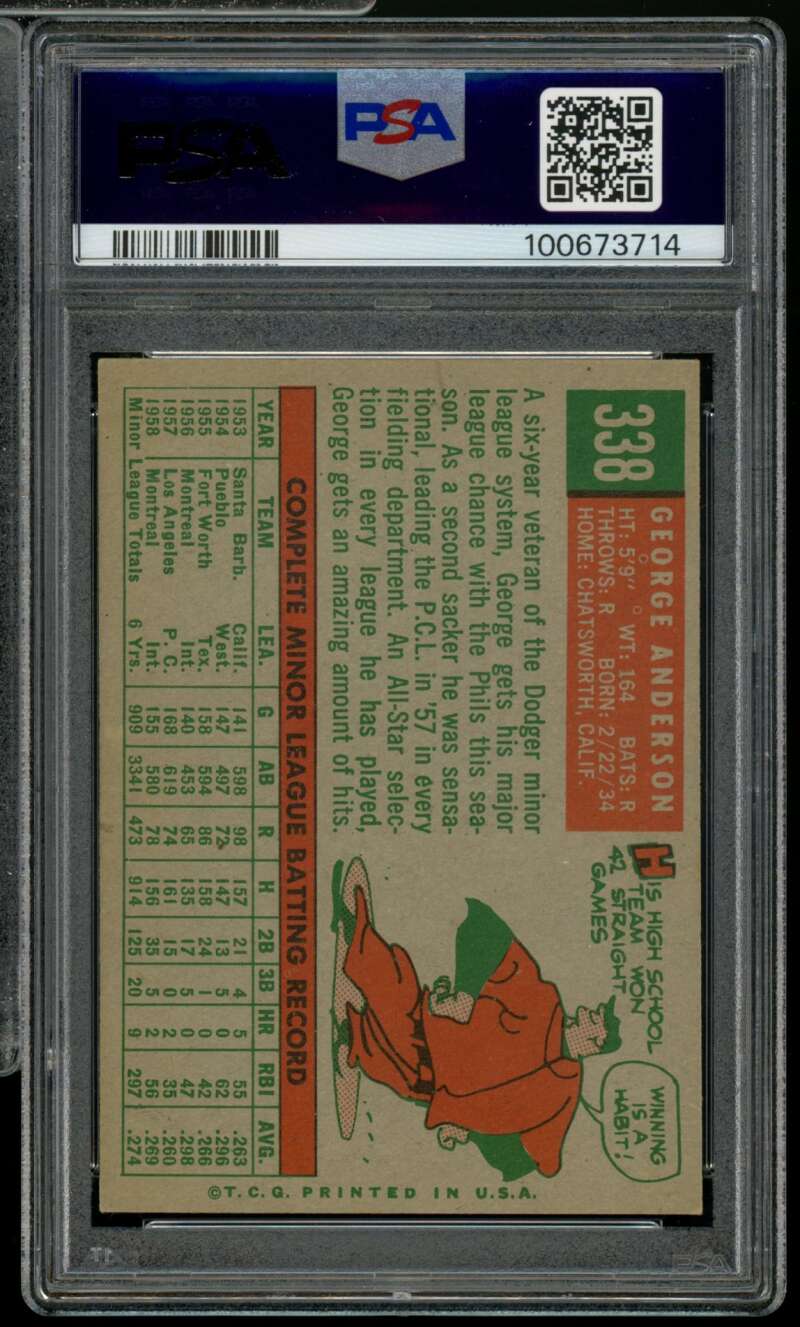 PSA
PSA
100673714
338
GEORGE ANDERSON
HT: 5'9" WT: 164 BATS: R
THROWS: R BORN: 2/22/34
HOME: CHATSWORTH, CALIF.
A six-year veteran of the Dodger minor
league system, George gets his major
league chance with the Phils this sea-
son. As a second sacker he was sensa-
tional, leading the P.C.L. in '57 in every
fielding department. An All-Star selec-
tion in every league he has played,
George gets an amazing amount of hits.
HIS HIGH SCHOOL
TEAM WON
42 STRAIGHT
GAMES
WINNING
IS A
HABIT!
COMPLETE MINOR LEAGUE BATTING RECORD
YEAR TEAM LEA. G AB R H 2B 3B HR RBI AVG.
1953 Santa Barb. Calif. 141 598 98 157 21 4 5 55 .263
1954 Pueblo West. 147 497 72 147 13 5 0 62 .296
1955 Fort Worth Tex. 158 594 86 158 24 1 0 42 .266
1956 Montreal Int. 140 453 65 135 17 5 0 47 .298
1957 Los Angeles P. C. 168 619 74 161 15 0 2 35 .260
1958 Montreal Int. 155 580 78 156 35 5 2 56 .269
Minor League Totals 6 Yrs. 909 3341 473 914 125 20 9 297 .274
©T.C.G. PRINTED IN U.S.A.
PSA